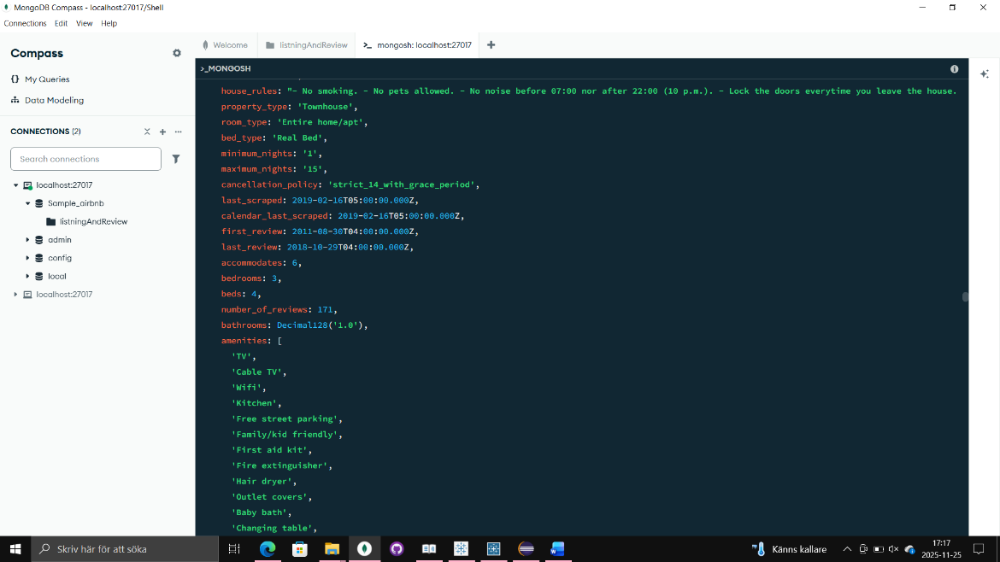 MongoDB Compass - localhost:27017/Shell
Connections Edit View Help
Compass
My Queries
Data Modeling
CONNECTIONS (2)
Search connections
localhost:27017
Sample_airbnb
listningAndReview
admin
config
local
localhost:27017
Welcome
listningAndReview
>_ mongosh: localhost:27017
>_MONGOSH
house_rules: "- No smoking. - No pets allowed. - No noise before 07:00 nor after 22:00 (10 p.m.). - Lock the doors everytime you leave the house.
property_type: 'Townhouse',
room_type: 'Entire home/apt',
bed_type: 'Real Bed',
minimum_nights: '1',
maximum_nights: '15',
cancellation_policy: 'strict_14_with_grace_period',
last_scraped: 2019-02-16T05:00:00.000Z,
calendar_last_scraped: 2019-02-16T05:00:00.000Z,
first_review: 2011-08-30T04:00:00.000Z,
last_review: 2018-10-29T04:00:00.000Z,
accommodates: 6,
bedrooms: 3,
beds: 4,
number_of_reviews: 171,
bathrooms: Decimal128('1.0'),
amenities: [
'TV',
'Cable TV',
'Wifi',
'Kitchen',
'Free street parking',
'Family/kid friendly',
'First aid kit',
'Fire extinguisher',
'Hair dryer',
'Outlet covers',
'Baby bath',
'Changing table',
Skriv här för att söka
Känns kallare
17:17
2025-11-25